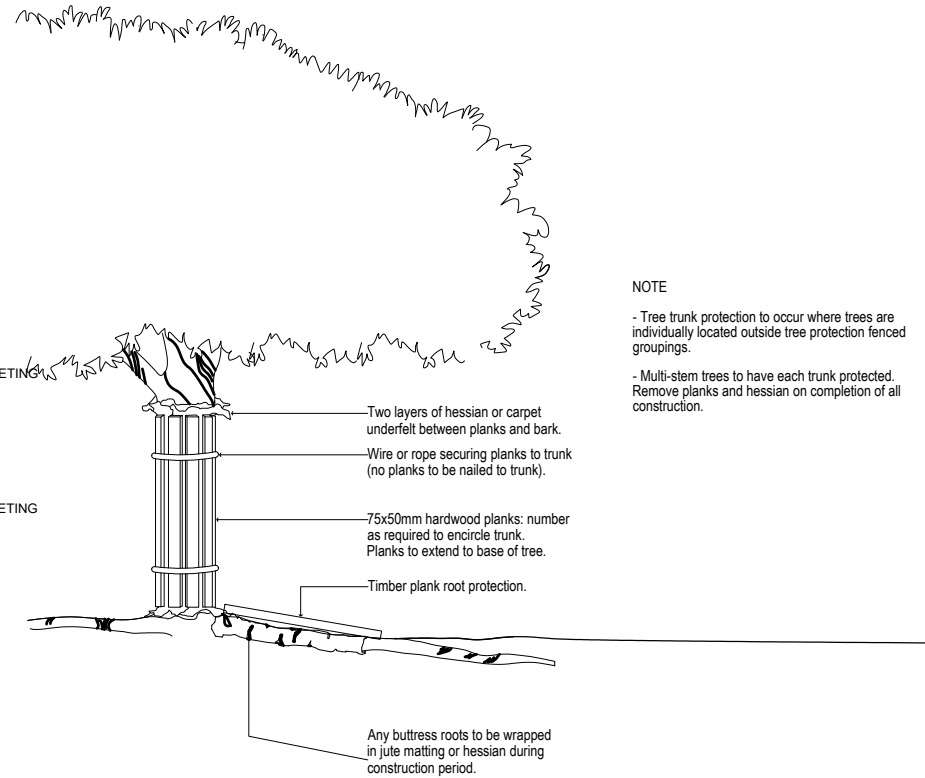 NOTE
- Tree trunk protection to occur where trees are
individually located outside tree protection fenced
groupings.
- Multi-stem trees to have each trunk protected.
Remove planks and hessian on completion of all
construction.
ETING
Two layers of hessian or carpet
underfelt between planks and bark.
Wire or rope securing planks to trunk
(no planks to be nailed to trunk).
ETING
75x50mm hardwood planks: number
as required to encircle trunk.
Planks to extend to base of tree.
Timber plank root protection.
Any buttress roots to be wrapped
in jute matting or hessian during
construction period.